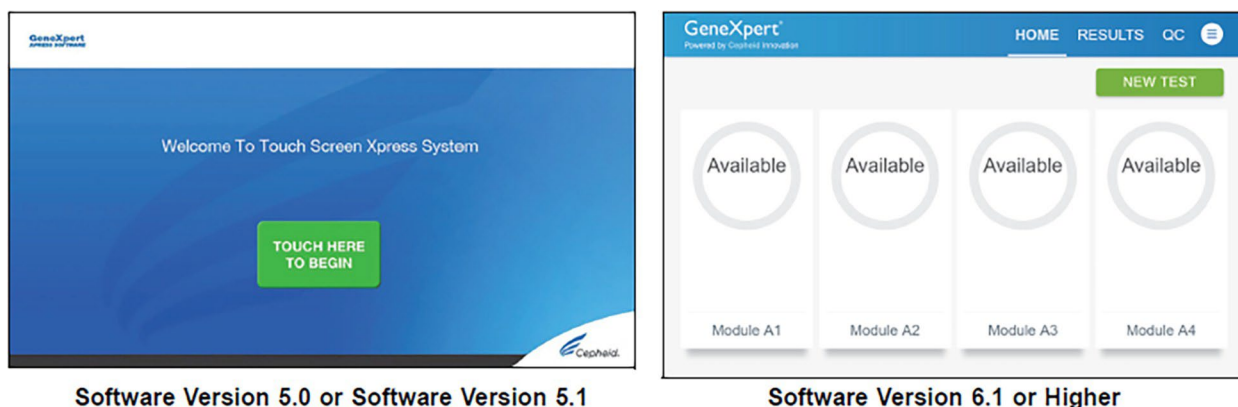 GeneXpert
XPRESS SOFTWARE
Welcome To Touch Screen Xpress System
TOUCH HERE
TO BEGIN
Cepheid.
Software Version 5.0 or Software Version 5.1
GeneXpert®
Powered by Cepheid Innovation
HOME RESULTS QC
NEW TEST
Available Available Available Available
Module A1 Module A2 Module A3 Module A4
Software Version 6.1 or Higher